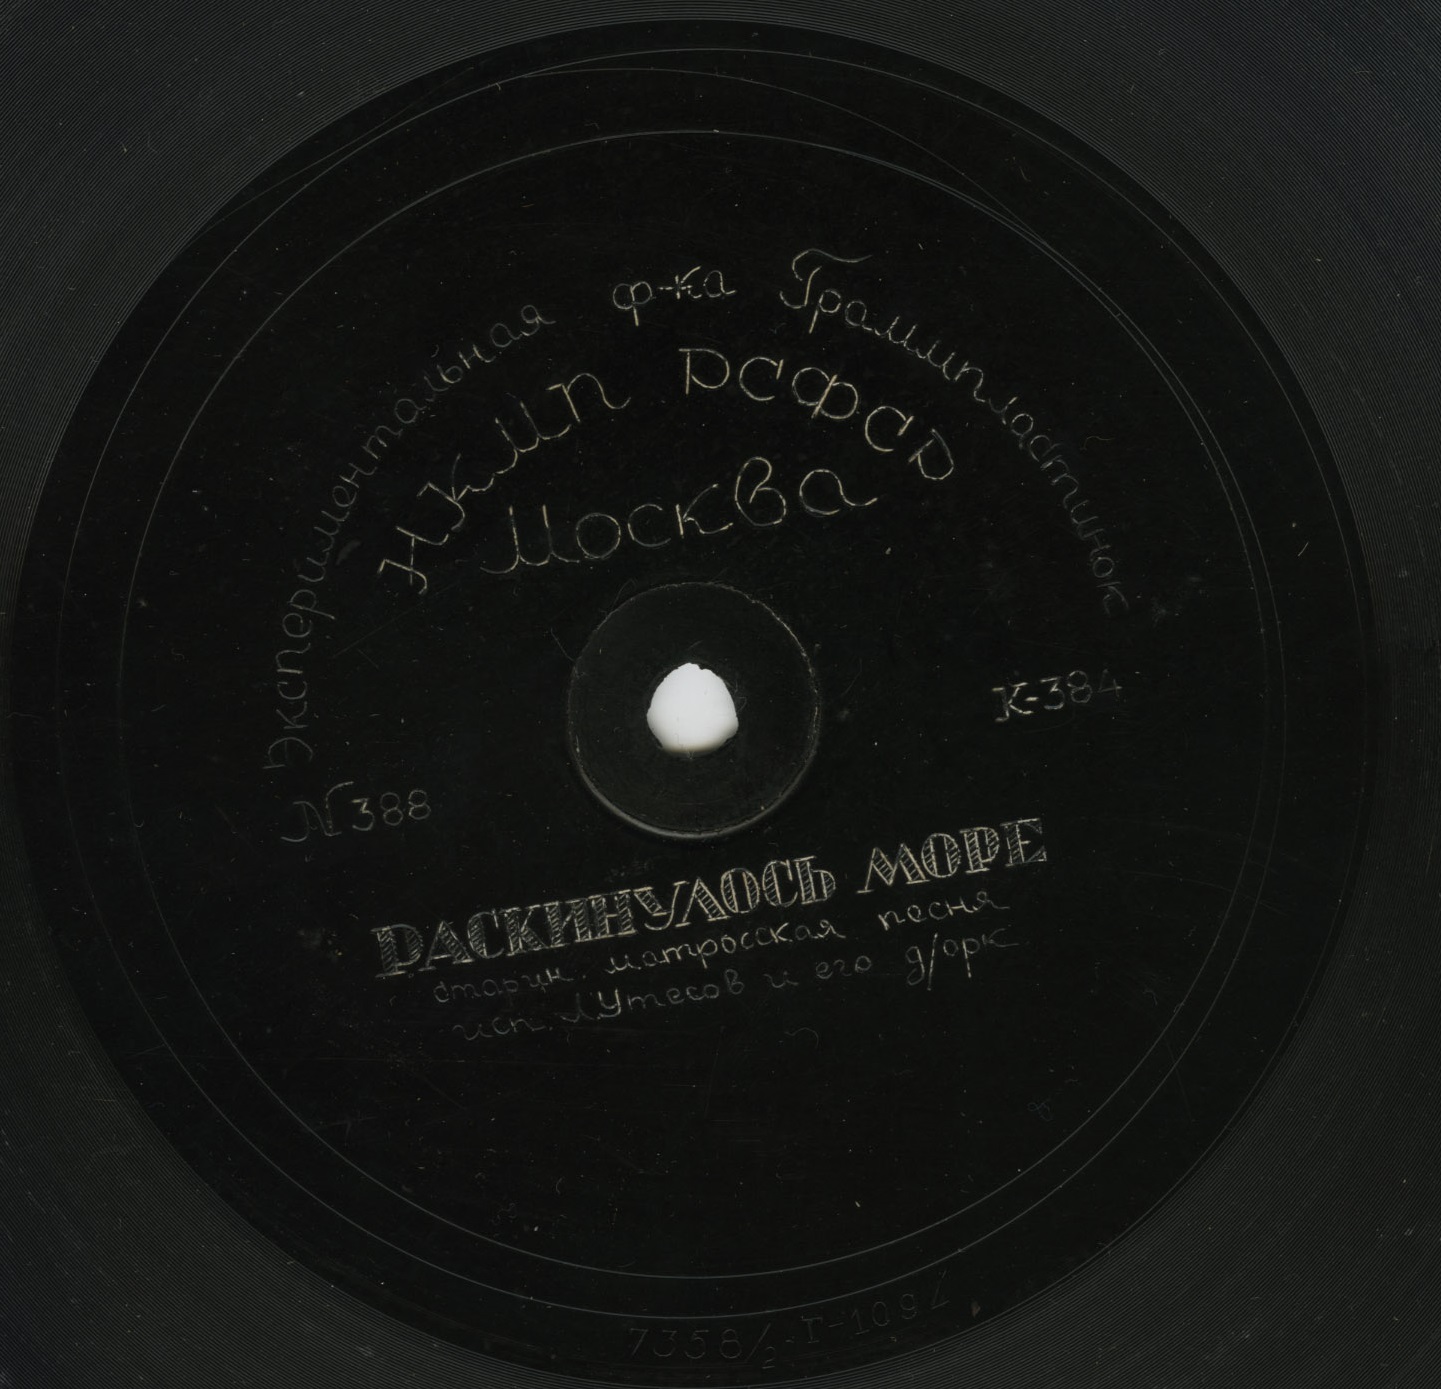 Экспериментальная ф-ка Граммпластинок
НКМП РСФСР
Москва
К-384
№388
РАСКИНУЛОСЬ МОРЕ
старин. матросская песня
исп. Л Утесов и его д/орк
7358/2 Г-1094